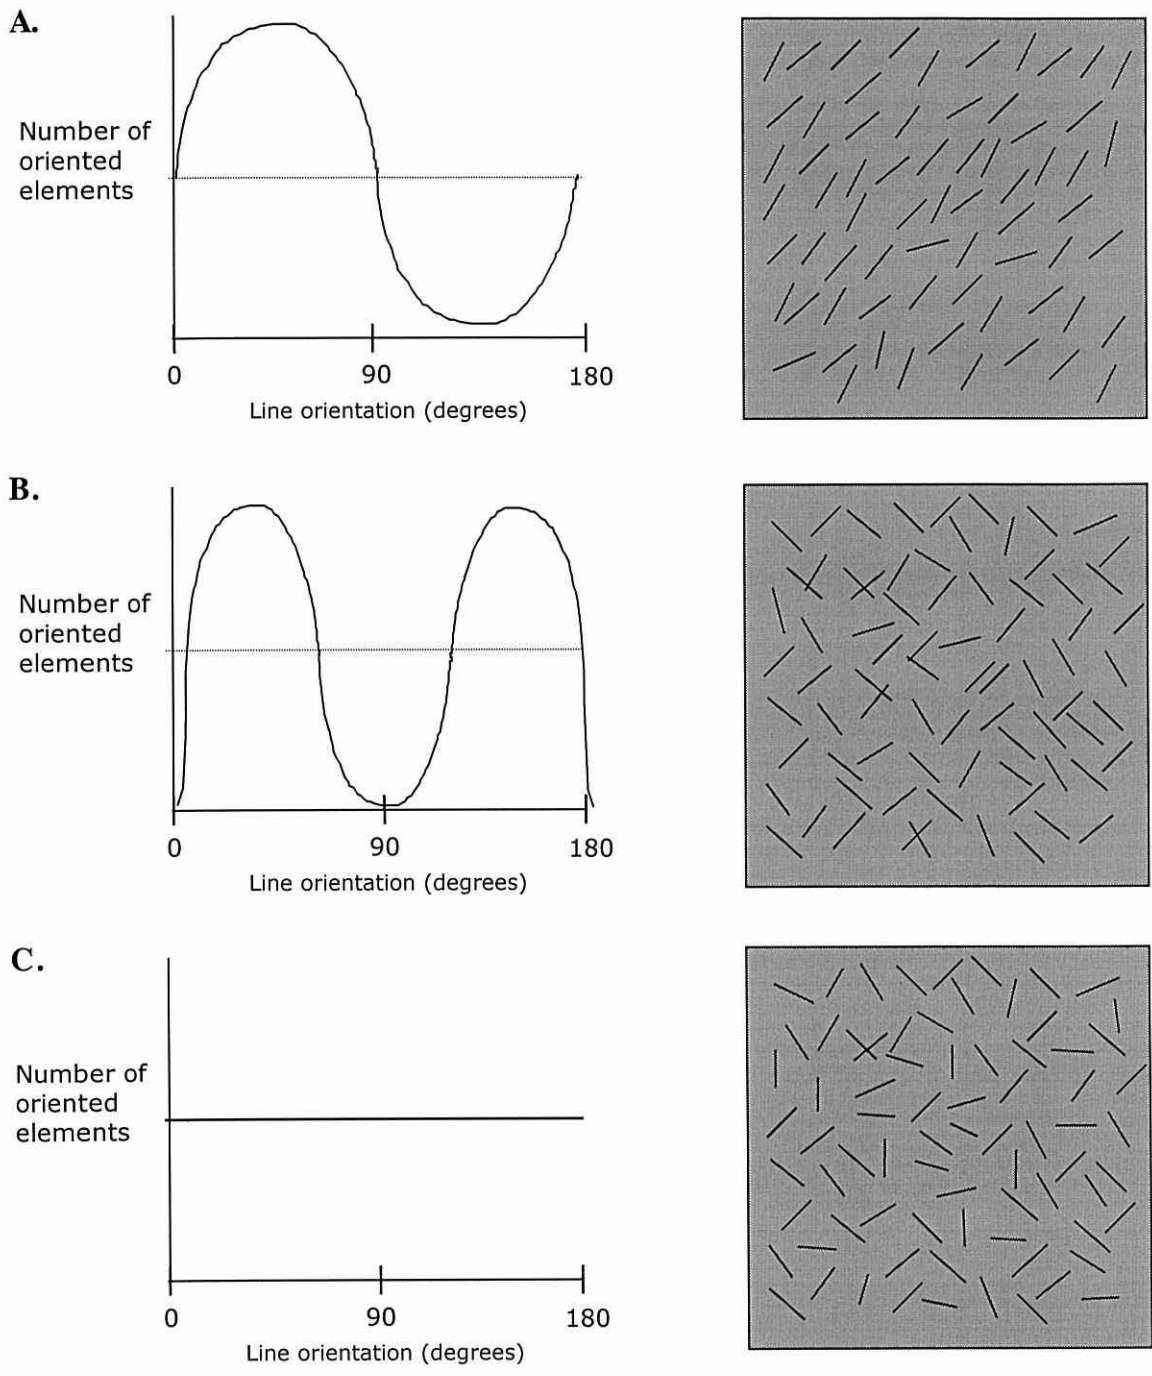 A.
Number of
oriented
elements
0 90 180
Line orientation (degrees)
B.
Number of
oriented
elements
0 90 180
Line orientation (degrees)
C.
Number of
oriented
elements
0 90 180
Line orientation (degrees)